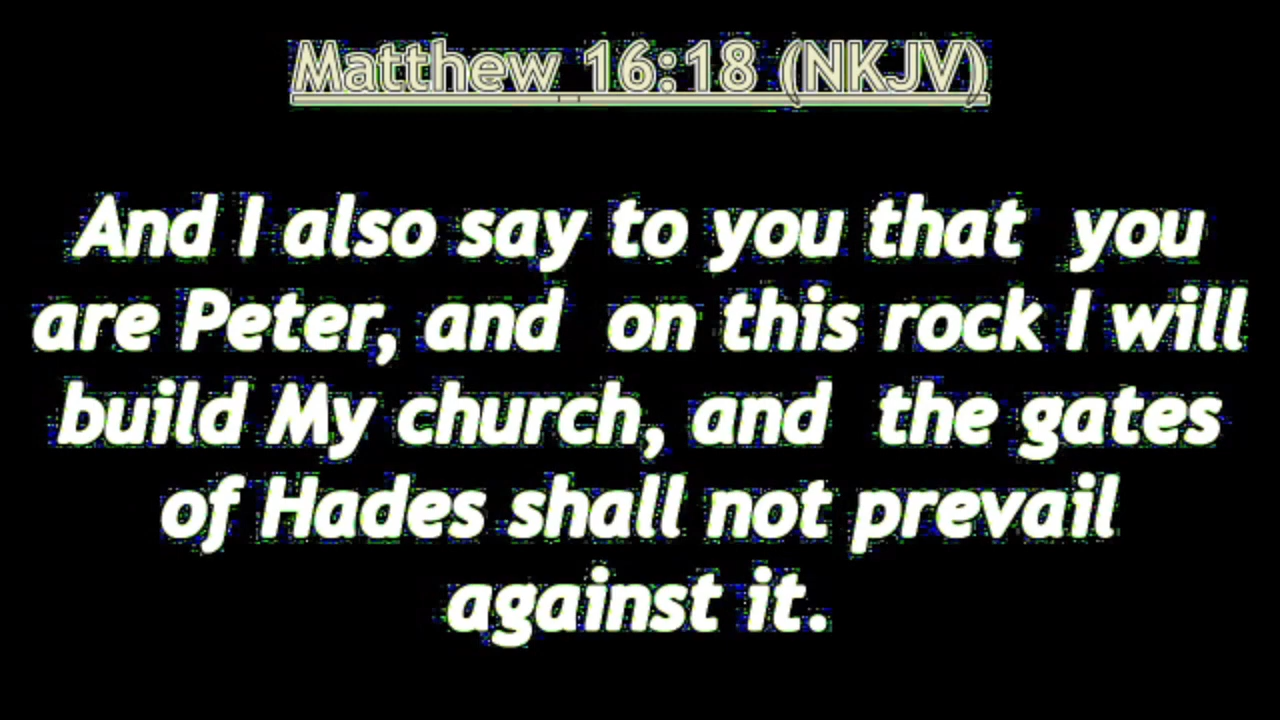 Matthew 16:18 (NKJV)
And I also say to you that you
are Peter, and on this rock I will
build My church, and the gates
of Hades shall not prevail
against it.